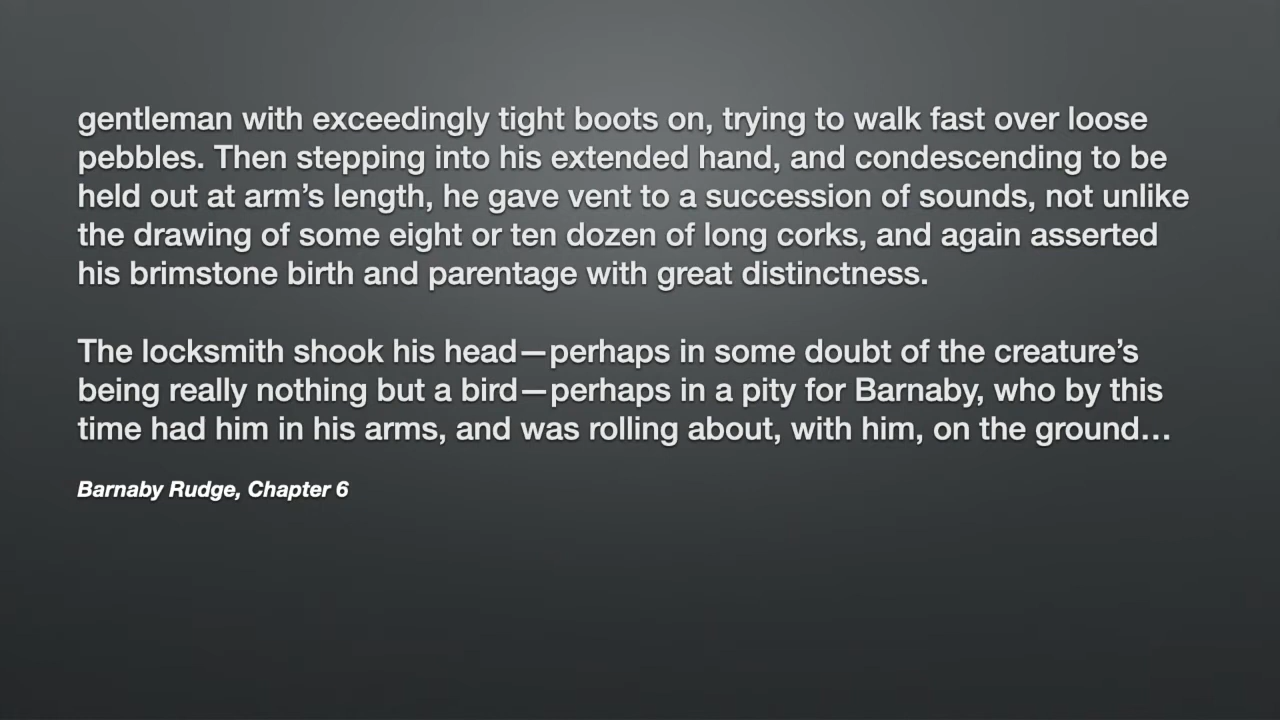 gentleman with exceedingly tight boots on, trying to walk fast over loose
pebbles. Then stepping into his extended hand, and condescending to be
held out at arm’s length, he gave vent to a succession of sounds, not unlike
the drawing of some eight or ten dozen of long corks, and again asserted
his brimstone birth and parentage with great distinctness.
The locksmith shook his head—perhaps in some doubt of the creature’s
being really nothing but a bird—perhaps in a pity for Barnaby, who by this
time had him in his arms, and was rolling about, with him, on the ground…
Barnaby Rudge, Chapter 6